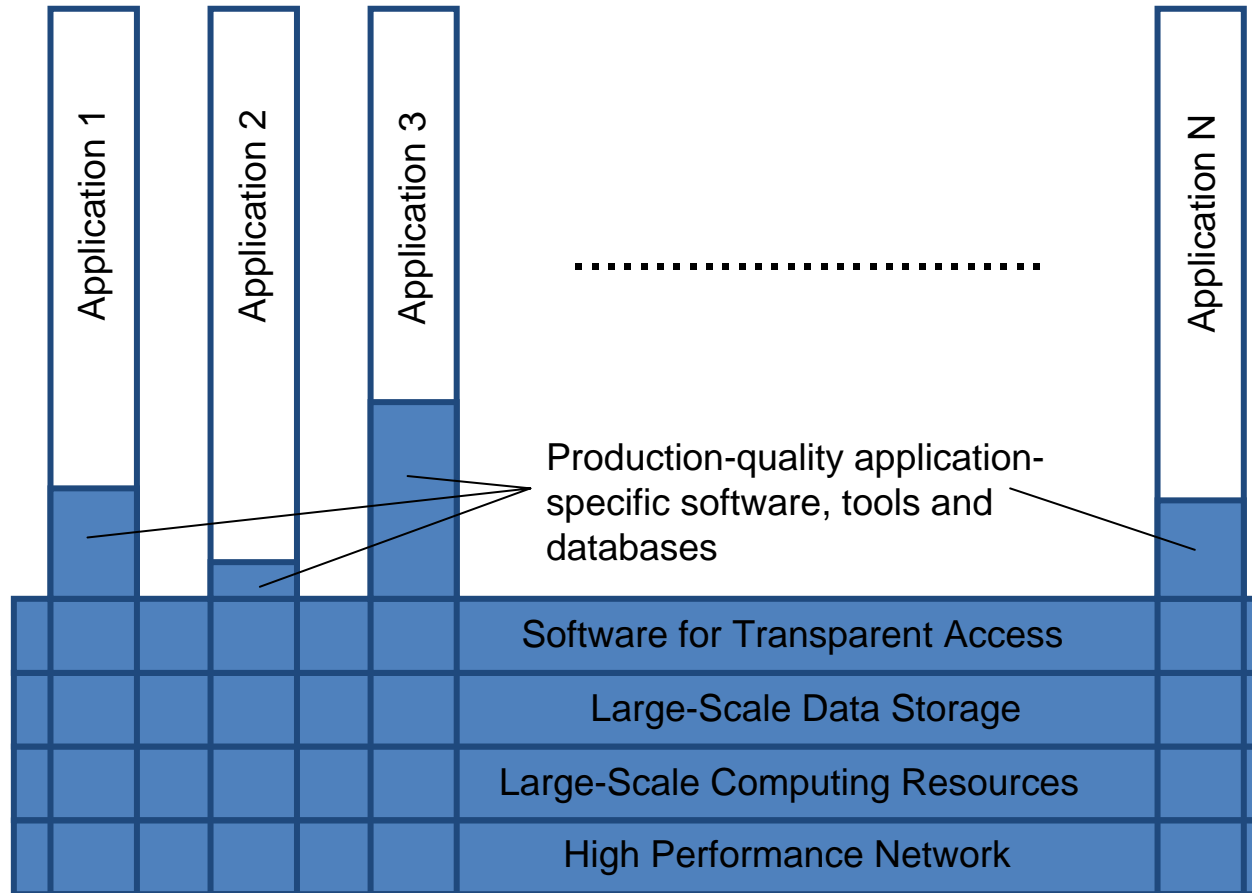 Application 1
Application 2
Application 3
Application N
Production-quality application-
specific software, tools and
databases
Software for Transparent Access
Large-Scale Data Storage
Large-Scale Computing Resources
High Performance Network